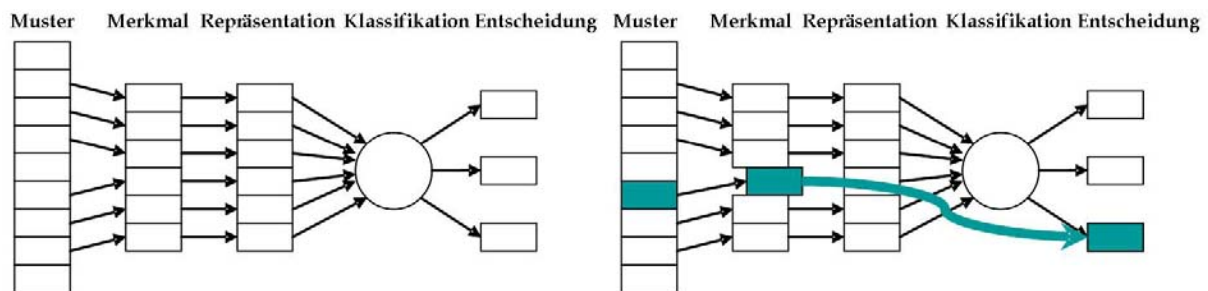 Muster Merkmal Repräsentation Klassifikation Entscheidung Muster Merkmal Repräsentation Klassifikation Entscheidung